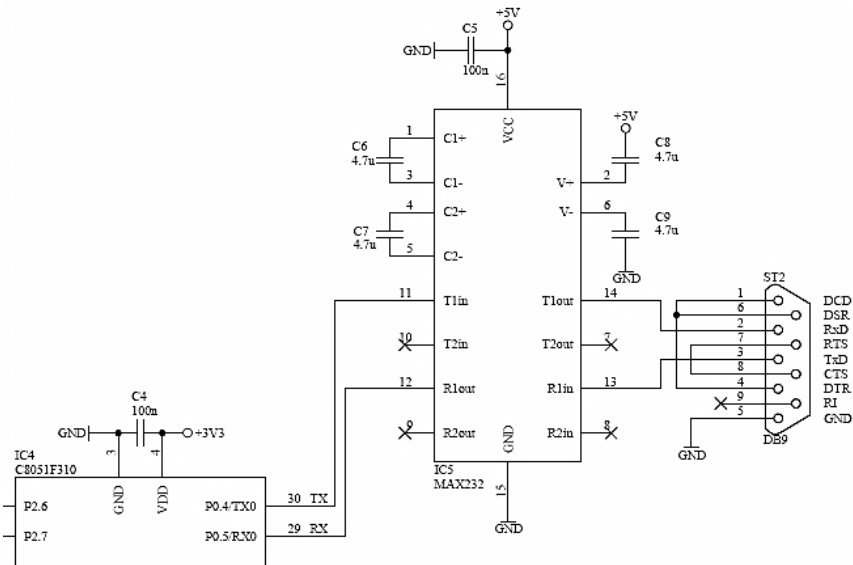 +5V
C5
GND
100n
16
VCC
+5V
1
C1+
C6
4.7u
C8
4.7u
3
C1-
V+
2
4
C2+
V-
6
C7
4.7u
C9
4.7u
5
C2-
GND
ST2
11
T1in
T1out
14
1
DCD
6
DSR
2
RxD
10
T2in
T2out
7
7
RTS
3
TxD
8
CTS
12
R1out
R1in
13
4
DTR
9
RI
5
GND
C4
100n
GND
+3V3
9
R2out
GND
R2in
8
DB9
GND
3
4
IC4
C8051F310
IC5
MAX232
15
GND
P2.6
GND
VDD
P0.4/TX0
30 TX
P2.7
P0.5/RX0
29 RX